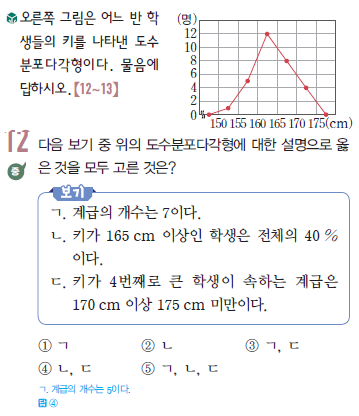 오른쪽 그림은 어느 반 학
생들의 키를 나타낸 도수
분포다각형이다. 물음에
답하시오.【12~13】
(명)
12
10
8
6
4
2
0
150 155 160 165 170 175(cm)
12
중
다음 보기 중 위의 도수분포다각형에 대한 설명으로 옳
은 것을 모두 고른 것은?
보기
ㄱ. 계급의 개수는 7이다.
ㄴ. 키가 165 cm 이상인 학생은 전체의 40 %
이다.
ㄷ. 키가 4번째로 큰 학생이 속하는 계급은
170 cm 이상 175 cm 미만이다.
① ㄱ ② ㄴ ③ ㄱ, ㄷ
④ ㄴ, ㄷ ⑤ ㄱ, ㄴ, ㄷ
ㄱ. 계급의 개수는 5이다.
답 ④